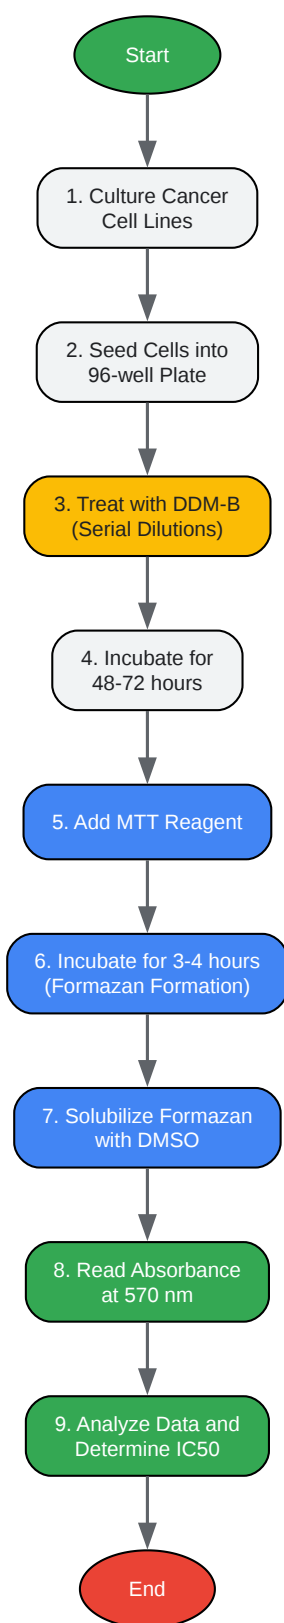 Start
1. Culture Cancer
Cell Lines
2. Seed Cells into
96-well Plate
3. Treat with DDM-B
(Serial Dilutions)
4. Incubate for
48-72 hours
5. Add MTT Reagent
6. Incubate for 3-4 hours
(Formazan Formation)
7. Solubilize Formazan
with DMSO
8. Read Absorbance
at 570 nm
9. Analyze Data and
Determine IC50
End